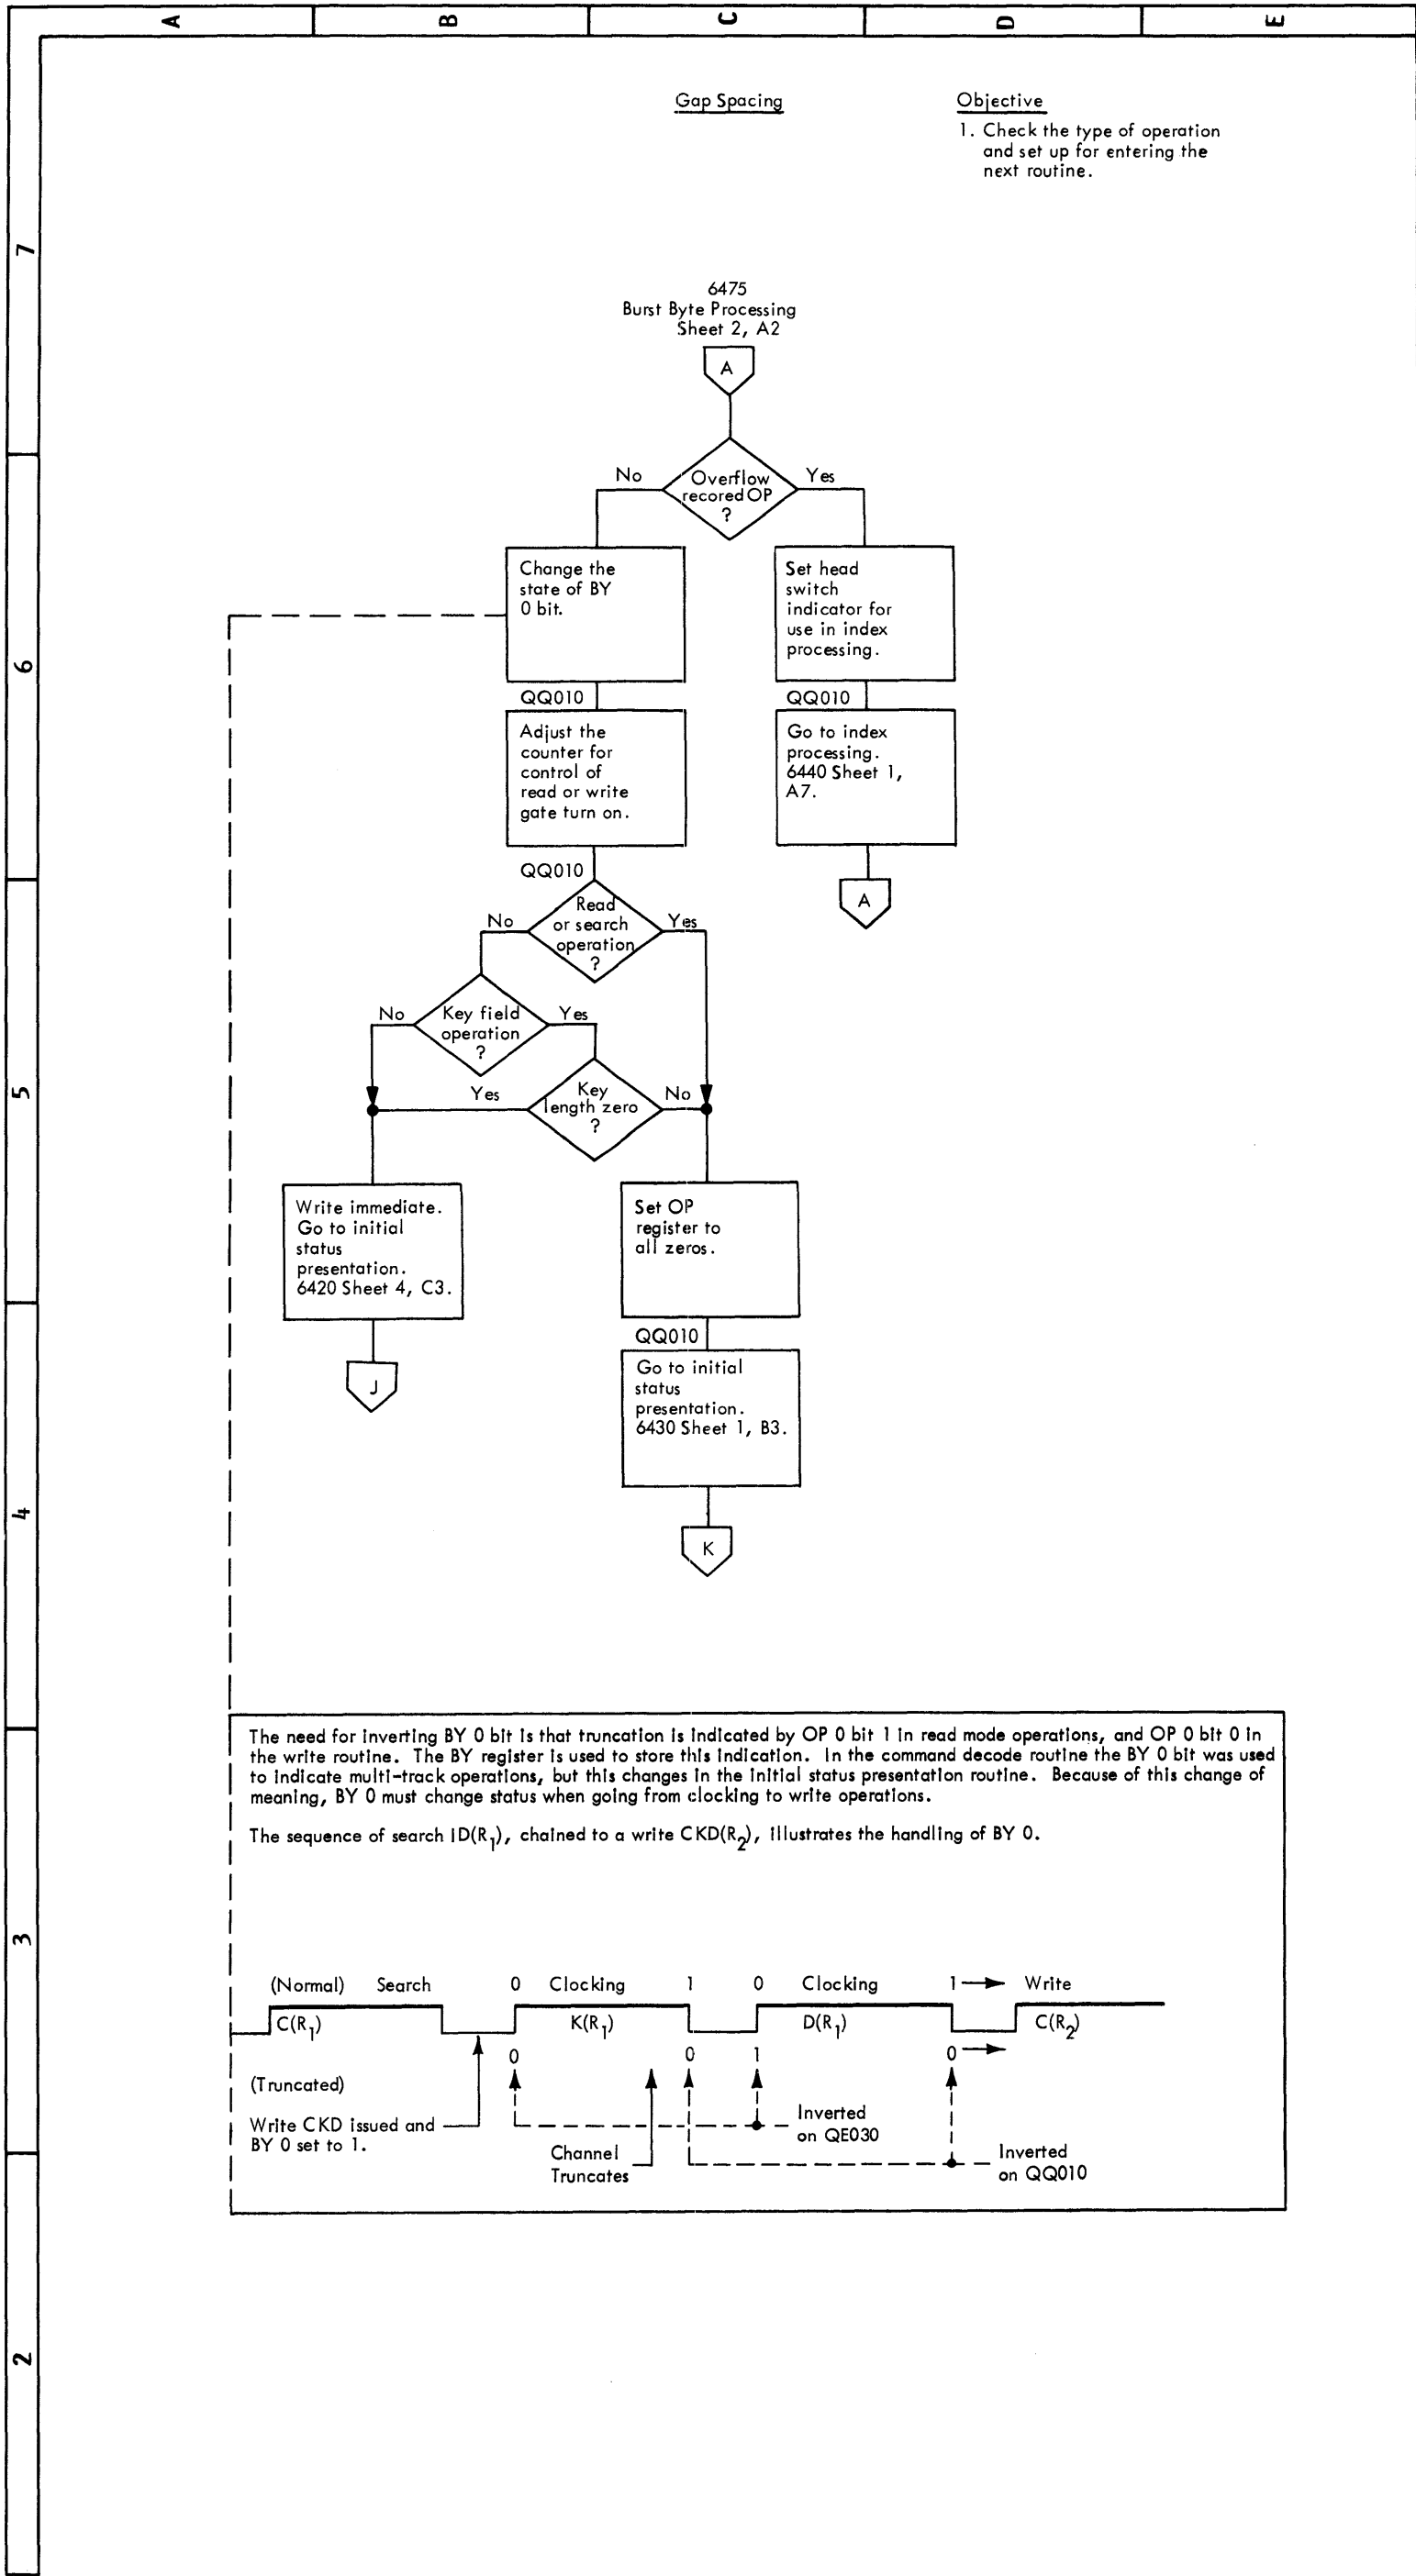 A
B
C
D
E
Gap Spacing
Objective
1. Check the type of operation
and set up for entering the
next routine.
7
6475
Burst Byte Processing
Sheet 2, A2
A
No
Overflow
recored OP
?
Yes
Change the
state of BY
0 bit.
Set head
switch
indicator for
use in index
processing.
6
QQ010
QQ010
Adjust the
counter for
control of
read or write
gate turn on.
Go to index
processing.
6440 Sheet 1,
A7.
QQ010
A
No
Read
or search
operation
?
Yes
No
Key field
operation
?
Yes
5
Yes
Key
length zero
?
No
Write immediate.
Go to initial
status
presentation.
6420 Sheet 4, C3.
Set OP
register to
all zeros.
QQ010
J
Go to initial
status
presentation.
6430 Sheet 1, B3.
4
K
The need for inverting BY 0 bit is that truncation is indicated by OP 0 bit 1 in read mode operations, and OP 0 bit 0 in
the write routine. The BY register is used to store this indication. In the command decode routine the BY 0 bit was used
to indicate multi-track operations, but this changes in the initial status presentation routine. Because of this change of
meaning, BY 0 must change status when going from clocking to write operations.
The sequence of search ID(R1), chained to a write CKD(R2), illustrates the handling of BY 0.
3
(Normal) Search 0 Clocking 1 0 Clocking 1 Write
C(R1) K(R1) D(R1) C(R2)
0 0 1 0
(Truncated)
Write CKD issued and
BY 0 set to 1.
Inverted
on QE030
Channel
Truncates
Inverted
on QQ010
2